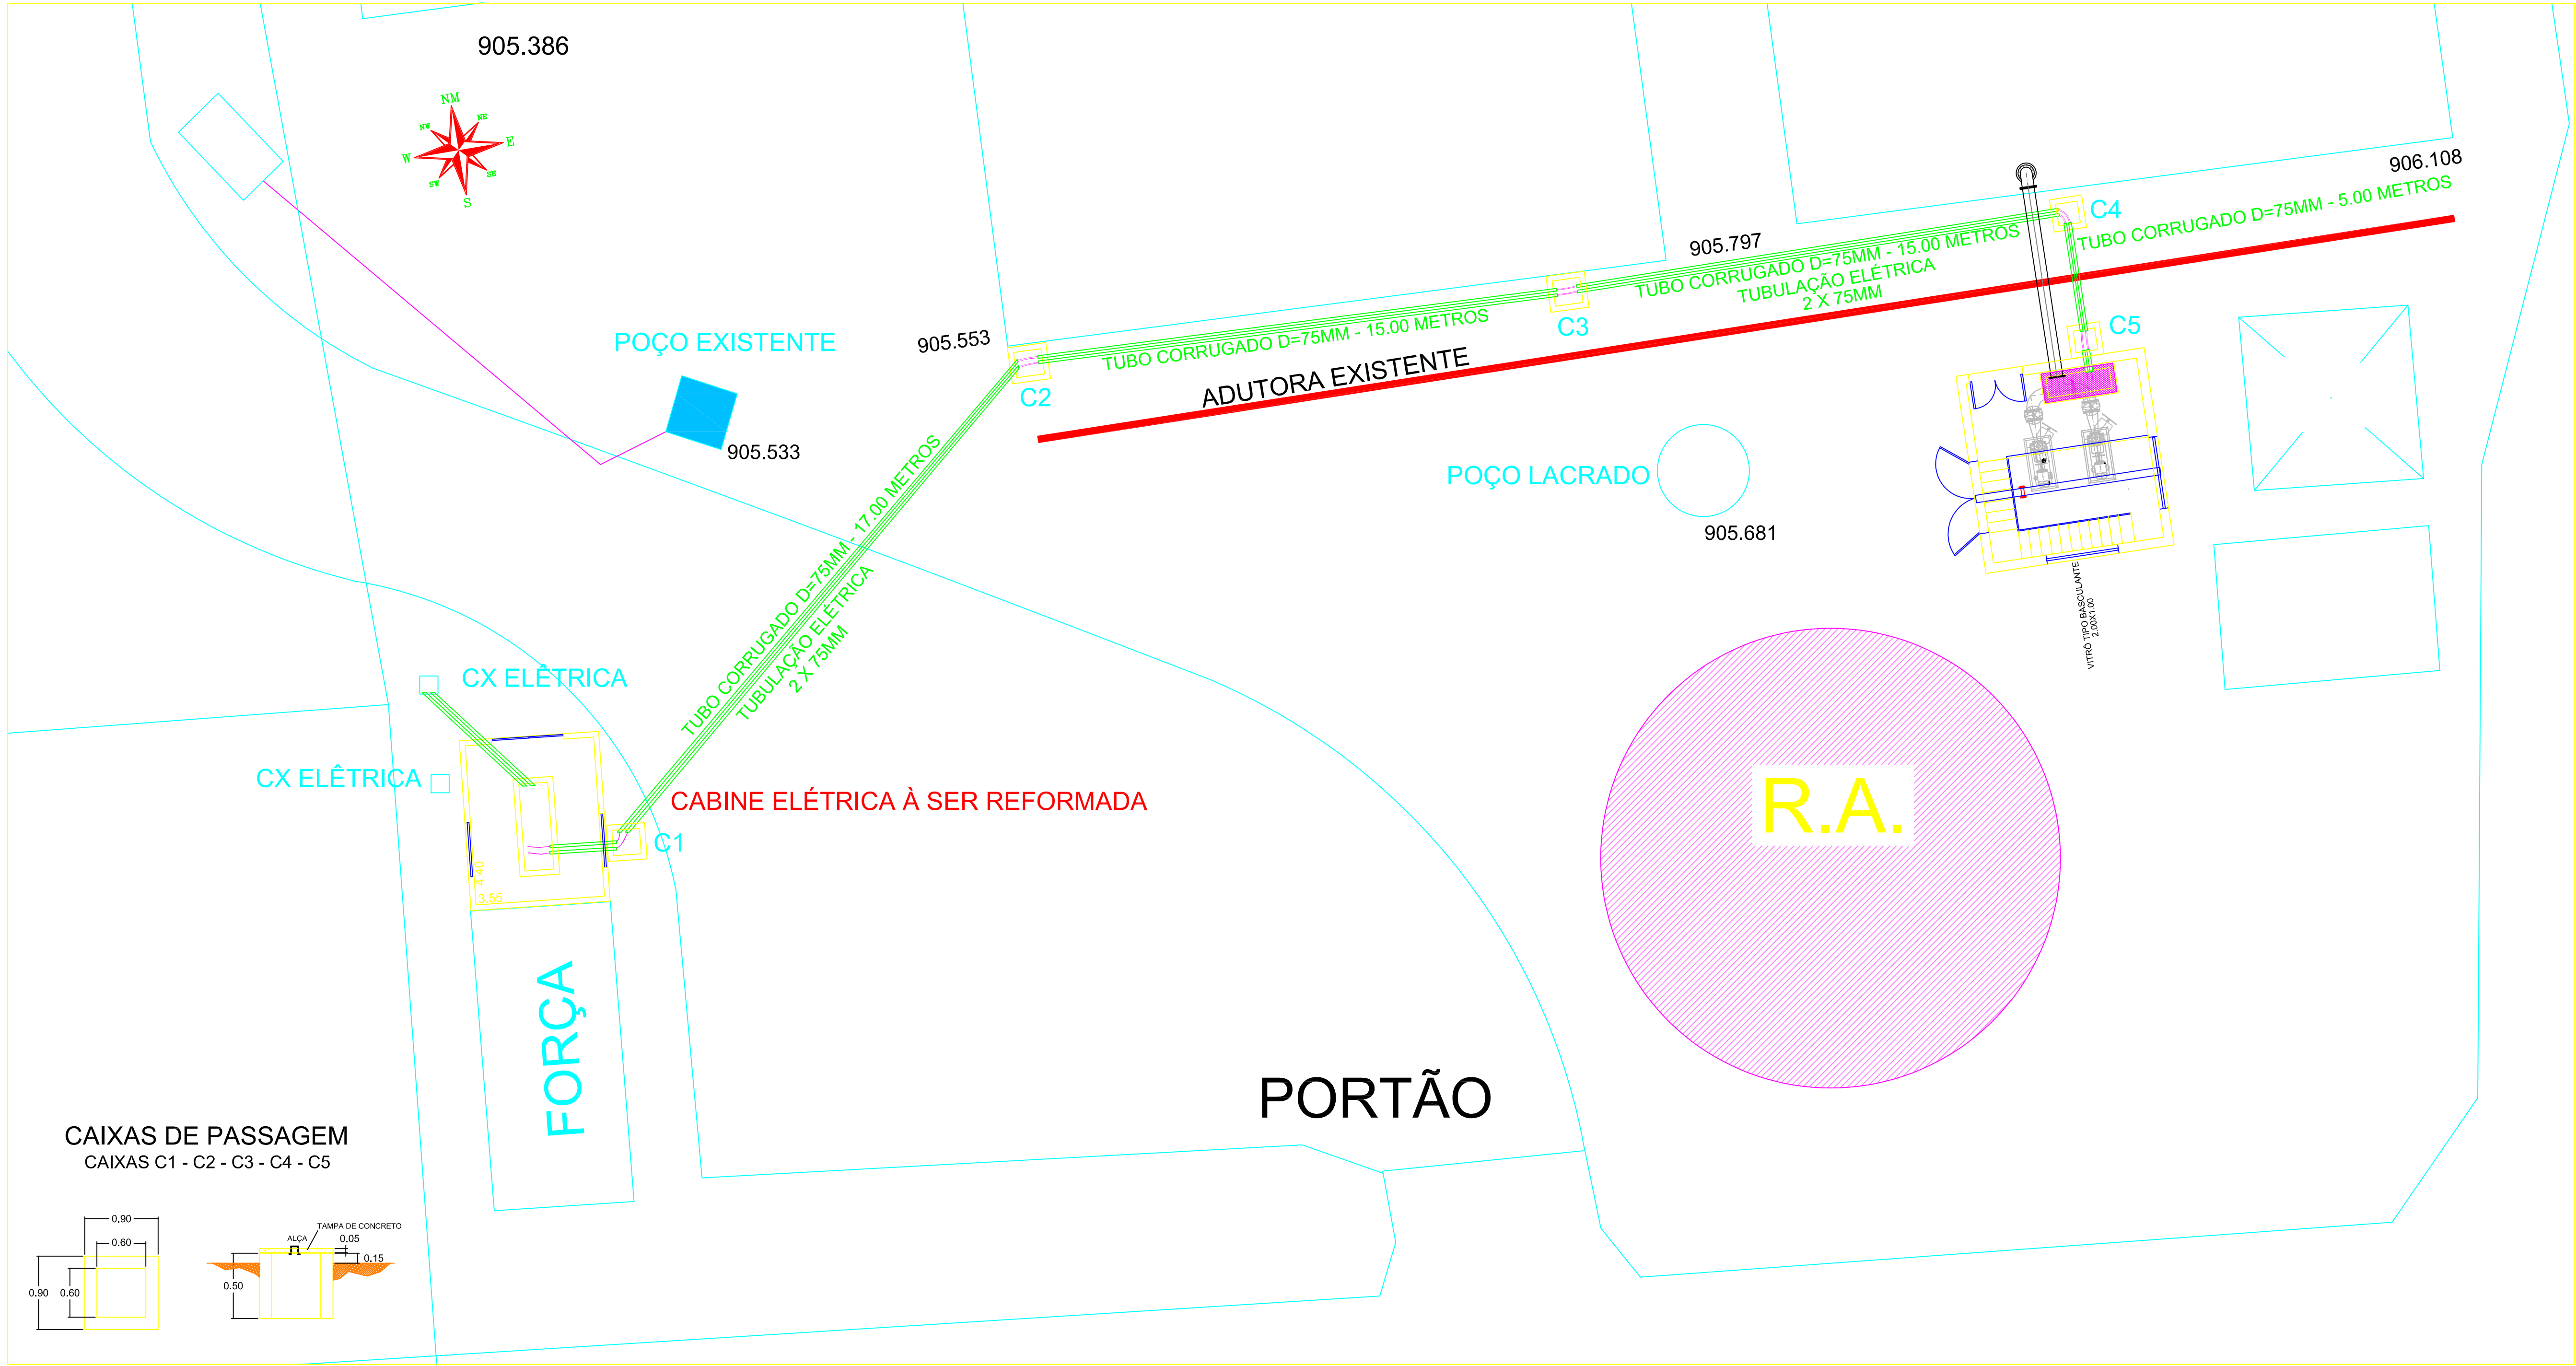 905.386
NM
NW
NE
W
E
SW
SE
S
906.108
C4
TUBO CORRUGADO D=75MM - 5.00 METROS
905.797
TUBO CORRUGADO D=75MM - 15.00 METROS
TUBULAÇÃO ELÉTRICA
2 X 75MM
C3
C5
POÇO EXISTENTE
905.553
TUBO CORRUGADO D=75MM - 15.00 METROS
C2
ADUTORA EXISTENTE
905.533
POÇO LACRADO
905.681
TUBO CORRUGADO D=75MM - 17.00 METROS
TUBULAÇÃO ELÉTRICA
2 X 75MM
VITRÔ TIPO BASCULANTE
2.00X1.00
CX ELÊTRICA
CX ELÊTRICA
CABINE ELÉTRICA À SER REFORMADA
C1
4.40
3.55
R.A.
FORÇA
PORTÃO
CAIXAS DE PASSAGEM
CAIXAS C1 - C2 - C3 - C4 - C5
0.90
0.60
0.90
0.60
TAMPA DE CONCRETO
ALÇA
0.05
0.15
0.50